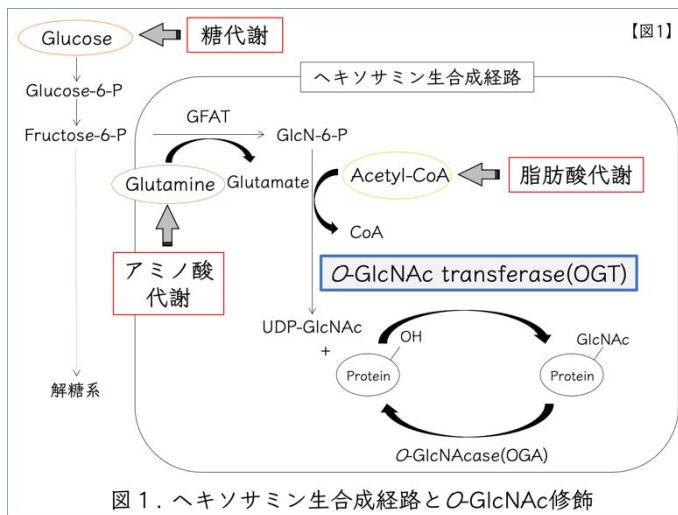 【図1】
Glucose
糖代謝
Glucose-6-P
ヘキソサミン生合成経路
Fructose-6-P
GFAT
GlcN-6-P
Glutamine
Glutamate
Acetyl-CoA
脂肪酸代謝
CoA
アミノ酸
代謝
O-GlcNAc transferase(OGT)
UDP-GlcNAc
+
OH
Protein
GlcNAc
Protein
解糖系
O-GlcNAcase(OGA)
図1. ヘキソサミン生合成経路とO-GlcNAc修飾